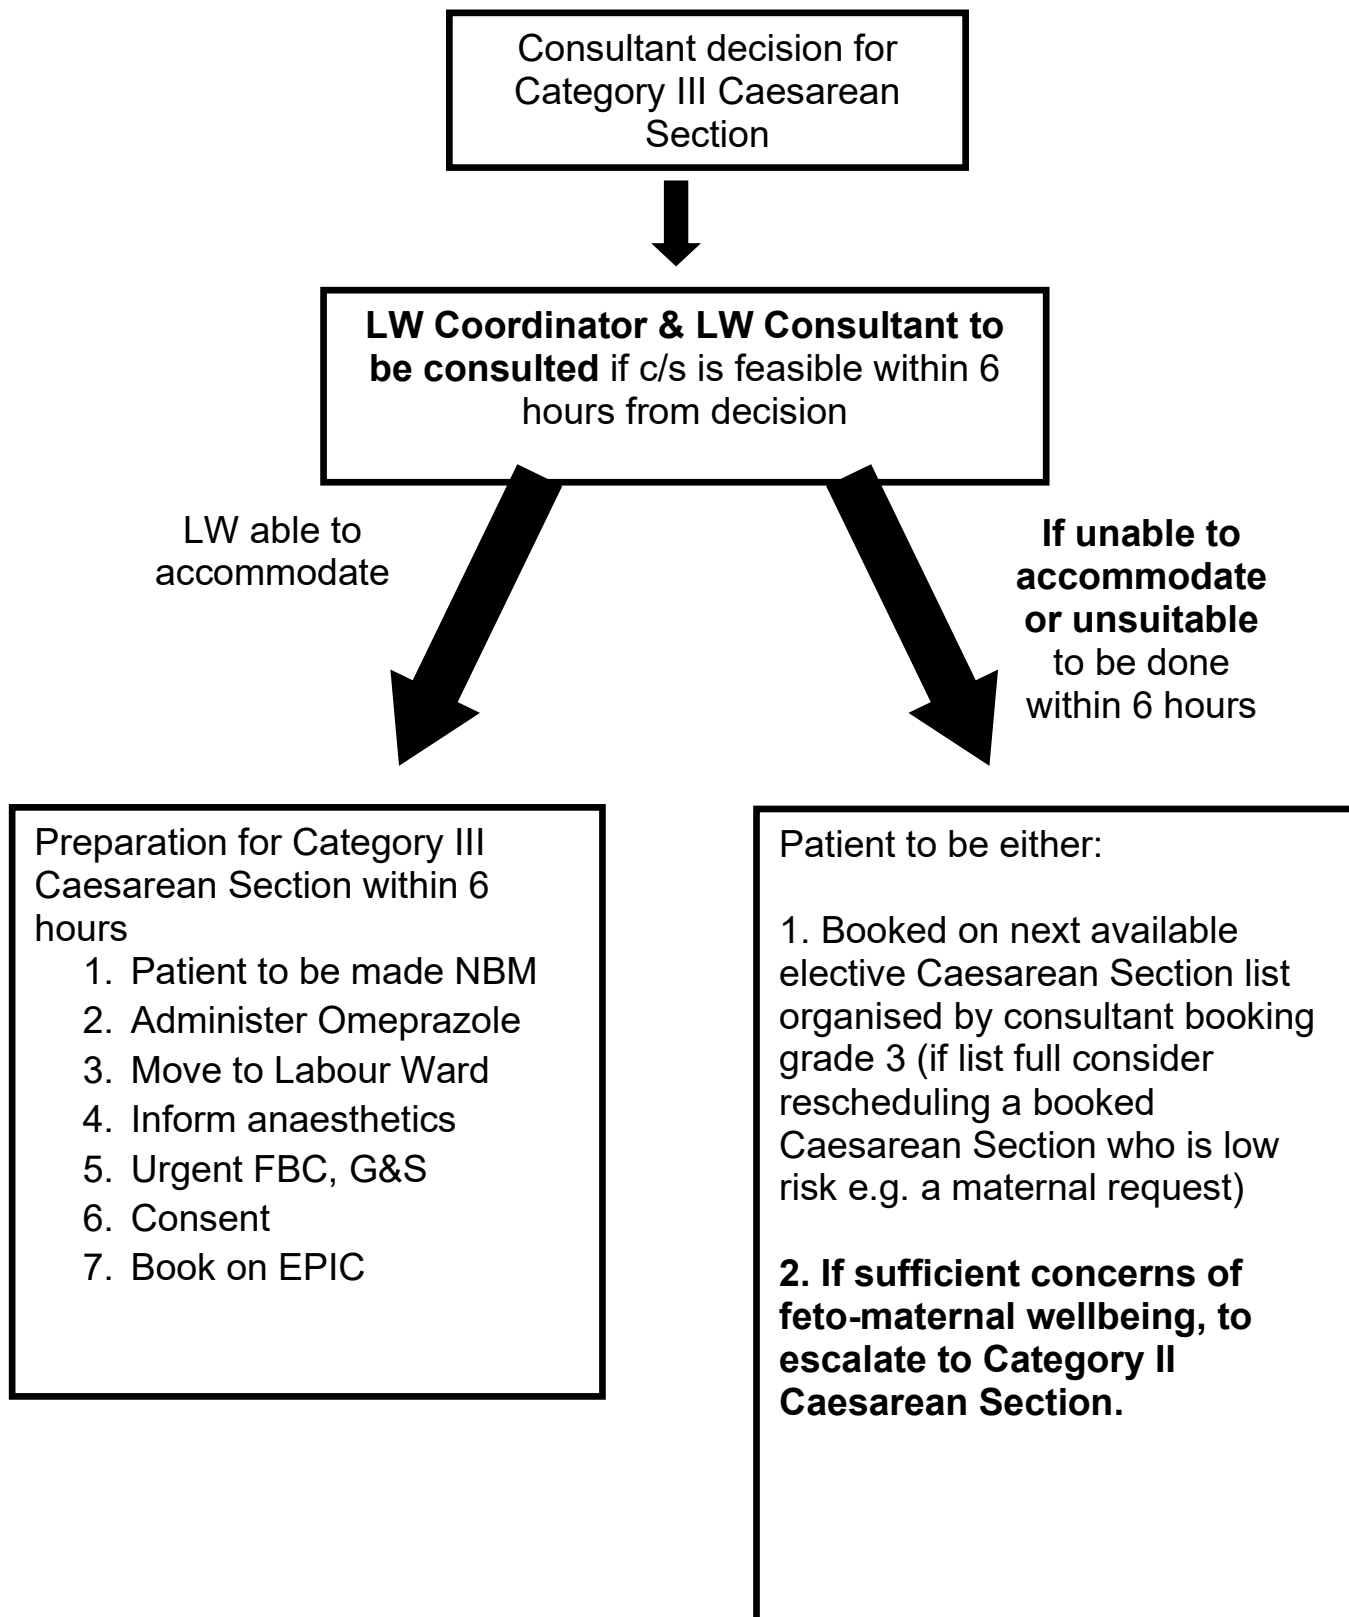 Consultant decision for
Category III Caesarean
Section
LW Coordinator & LW Consultant to
be consulted if c/s is feasible within 6
hours from decision
LW able to
accommodate
If unable to
accommodate
or unsuitable
to be done
within 6 hours
Preparation for Category III
Caesarean Section within 6
hours
1. Patient to be made NBM
2. Administer Omeprazole
3. Move to Labour Ward
4. Inform anaesthetics
5. Urgent FBC, G&S
6. Consent
7. Book on EPIC
Patient to be either:
1. Booked on next available
elective Caesarean Section list
organised by consultant booking
grade 3 (if list full consider
rescheduling a booked
Caesarean Section who is low
risk e.g. a maternal request)
2. If sufficient concerns of
feto-maternal wellbeing, to
escalate to Category II
Caesarean Section.